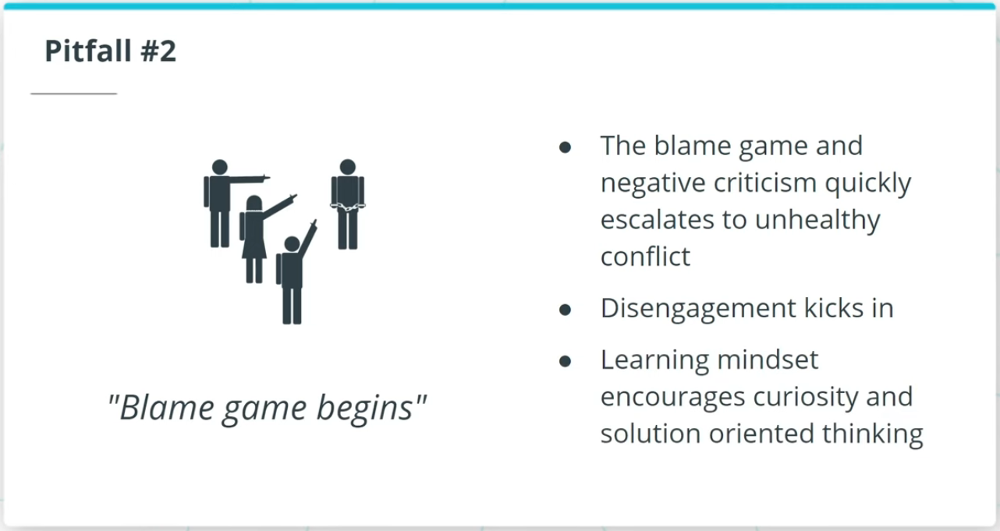 Pitfall #2
● The blame game and
negative criticism quickly
escalates to unhealthy
conflict
● Disengagement kicks in
● Learning mindset
encourages curiosity and
solution oriented thinking
"Blame game begins"